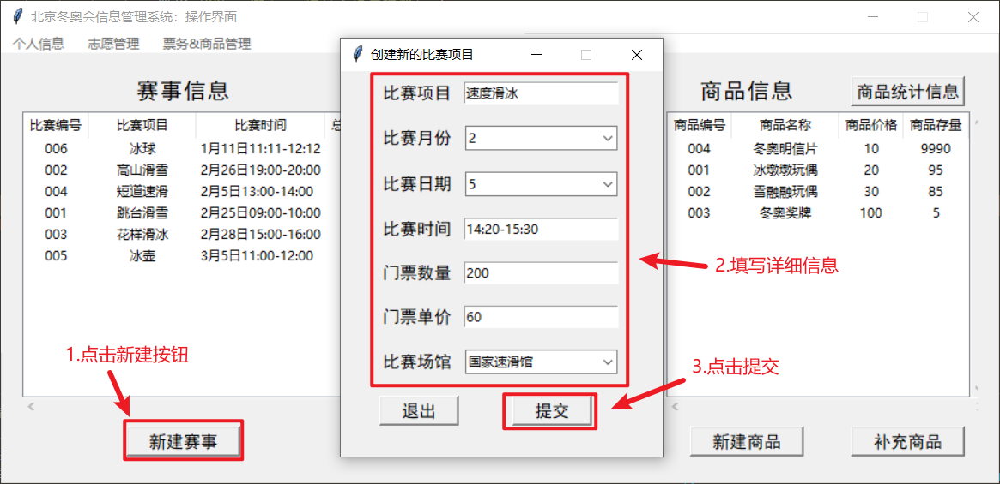 北京冬奥会信息管理系统：操作界面
个人信息 志愿管理 票务&商品管理
赛事信息
比赛编号 比赛项目 比赛时间
006 冰球 1月11日11:11-12:12
002 高山滑雪 2月26日19:00-20:00
004 短道速滑 2月5日13:00-14:00
001 跳台滑雪 2月25日09:00-10:00
003 花样滑冰 2月28日15:00-16:00
005 冰壶 3月5日11:00-12:00
1.点击新建按钮
新建赛事
创建新的比赛项目
比赛项目 速度滑冰
比赛月份 2
比赛日期 5
比赛时间 14:20-15:30
门票数量 200
门票单价 60
比赛场馆 国家速滑馆
退出 提交
2.填写详细信息
3.点击提交
商品信息 商品统计信息
商品编号 商品名称 商品价格 商品存量
004 冬奥明信片 10 9990
001 冰墩墩玩偶 20 95
002 雪融融玩偶 30 85
003 冬奥奖牌 100 5
新建商品 补充商品